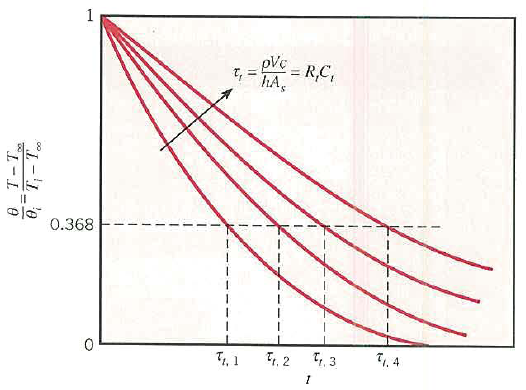 1
τt = ρVc/hAs = RtCt
θ/θi = T − T∞/Ti − T∞
0.368
0
τt, 1 τt, 2 τt, 3 τt, 4
t